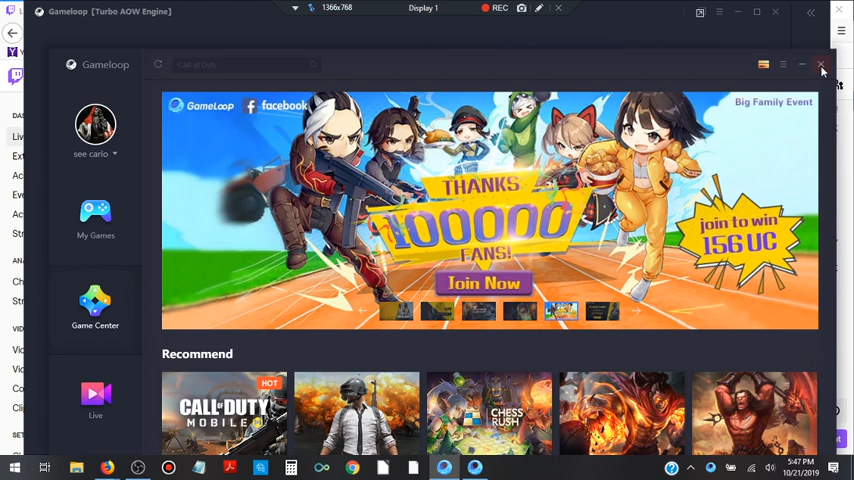 Gameloop [Turbo AOW Engine]
1366x768
Display 1
REC
Gameloop
Call of Duty
see cario
My Games
Game Center
Live
GameLoop
facebook
Big Family Event
THANKS
100000
FANS!
Join Now
join to win
156 UC
Recommend
HOT
CALL OF DUTY
MOBILE
CHESS
RUSH
5:47 PM
10/21/2019